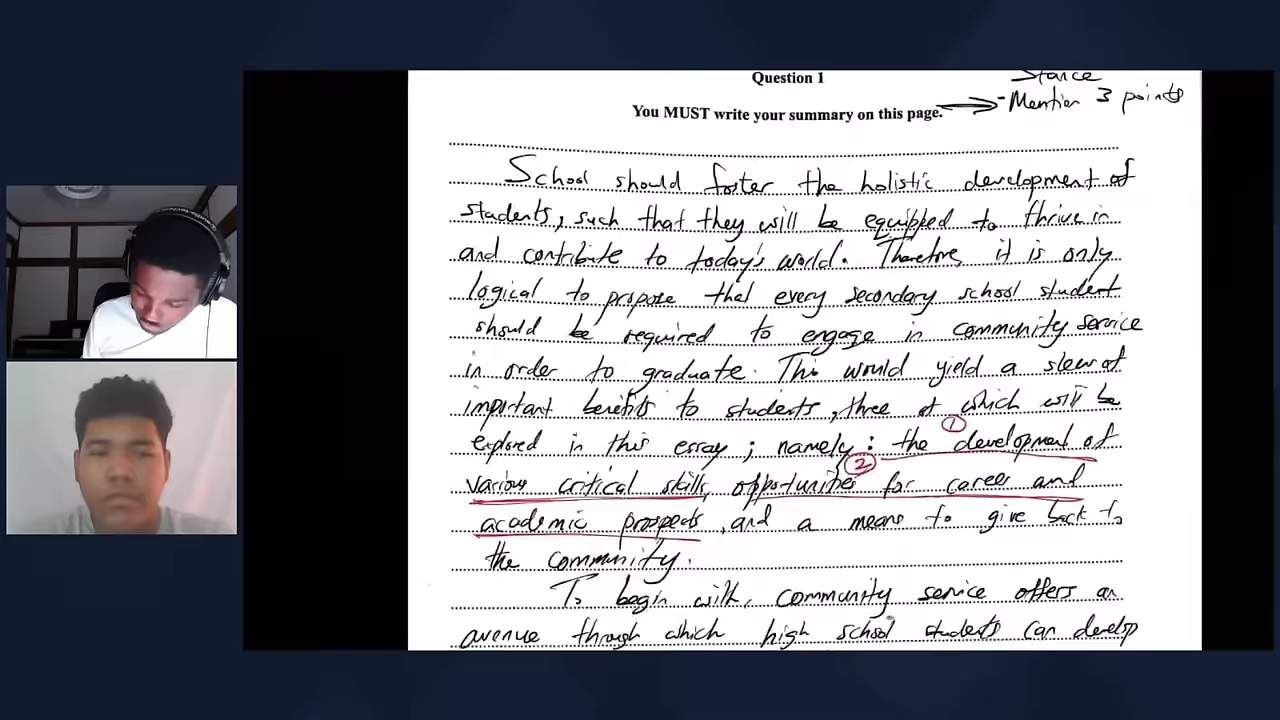 Question 1
Stance
You MUST write your summary on this page.
- Mention 3 points
School should foster the holistic development of
students, such that they will be equipped to thrive in
and contribute to today's world. Therefore, it is only
logical to propose that every secondary school student
should be required to engage in community service
in order to graduate. This would yield a slew of
important benefits to students, three of which will be
1
explored in this essay; namely: the development of
2
various critical skills, opportunities for career and
academic prospects, and a means to give back to
the community.
To begin with, community service offers an
avenue through which high school students can develop